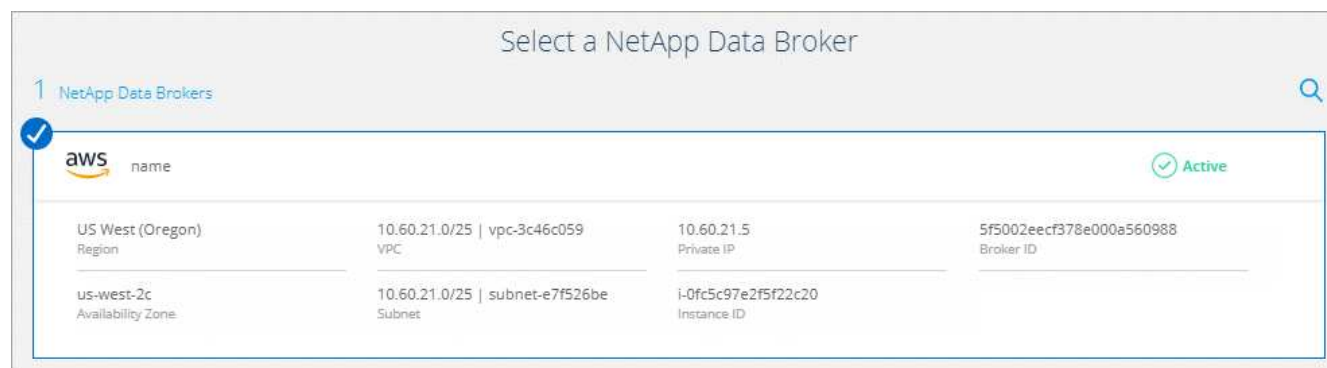 Select a NetApp Data Broker
1 NetApp Data Brokers
aws name Active
US West (Oregon) 10.60.21.0/25 | vpc-3c46c059 10.60.21.5 5f5002eecf378e000a560988
Region VPC Private IP Broker ID
us-west-2c 10.60.21.0/25 | subnet-e7f526be i-0fc5c97e2f5f22c20
Availability Zone Subnet Instance ID